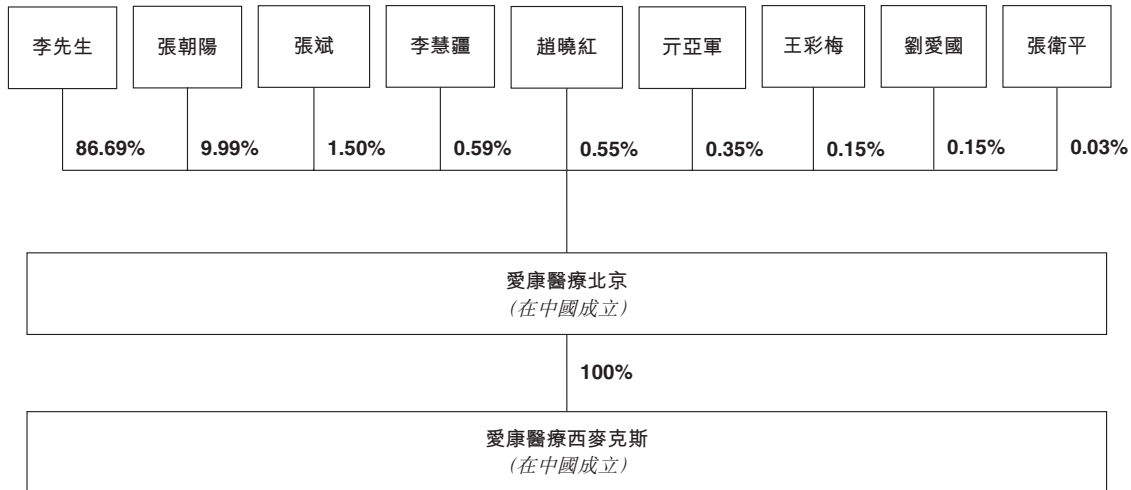 李先生
張朝陽
張斌
李慧疆
趙曉紅
亓亞軍
王彩梅
劉愛國
張衛平
86.69%
9.99%
1.50%
0.59%
0.55%
0.35%
0.15%
0.15%
0.03%
愛康醫療北京
(在中國成立)
100%
愛康醫療西麥克斯
(在中國成立)